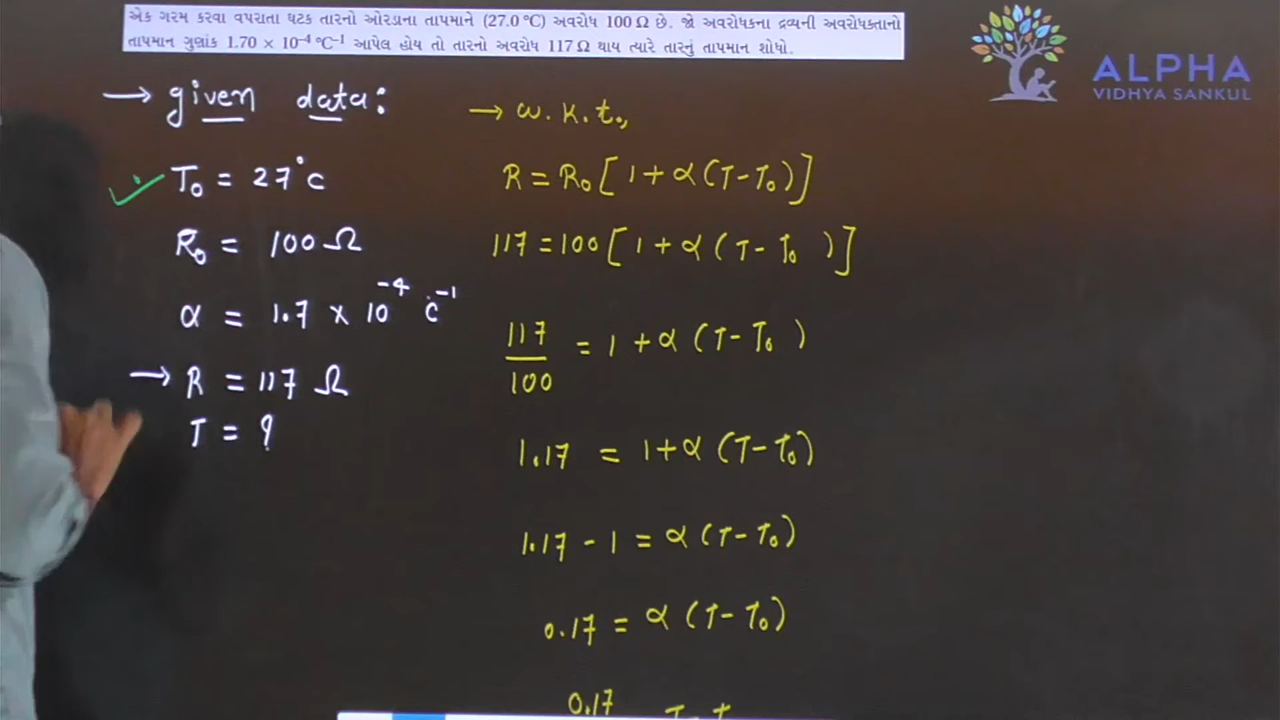 એક ગરમ કરવા વપરાતા ઘટક તારનો ઓરડાના તાપમાને (27.0 °C) અવરોધ 100 Ω છે. જો અવરોધકના દ્રવ્યની અવરોધકતાનો
તાપમાન ગુણાંક 1.70 × 10⁻⁴ °C⁻¹ આપેલ હોય તો તારનો અવરોધ 117 Ω થાય ત્યારે તારનું તાપમાન શોધો.
ALPHA
VIDHYA SANKUL
→ given data:
T₀ = 27°c
R₀ = 100 Ω
α = 1.7 × 10⁻⁴ °c⁻¹
→ R = 117 Ω
T = ?
→ w. k. t.,
R = R₀ [ 1 + α (T - T₀) ]
117 = 100 [ 1 + α ( T - T₀ ) ]
117/100 = 1 + α ( T - T₀ )
1.17 = 1 + α (T - T₀)
1.17 - 1 = α (T - T₀)
0.17 = α (T - T₀)
0.17